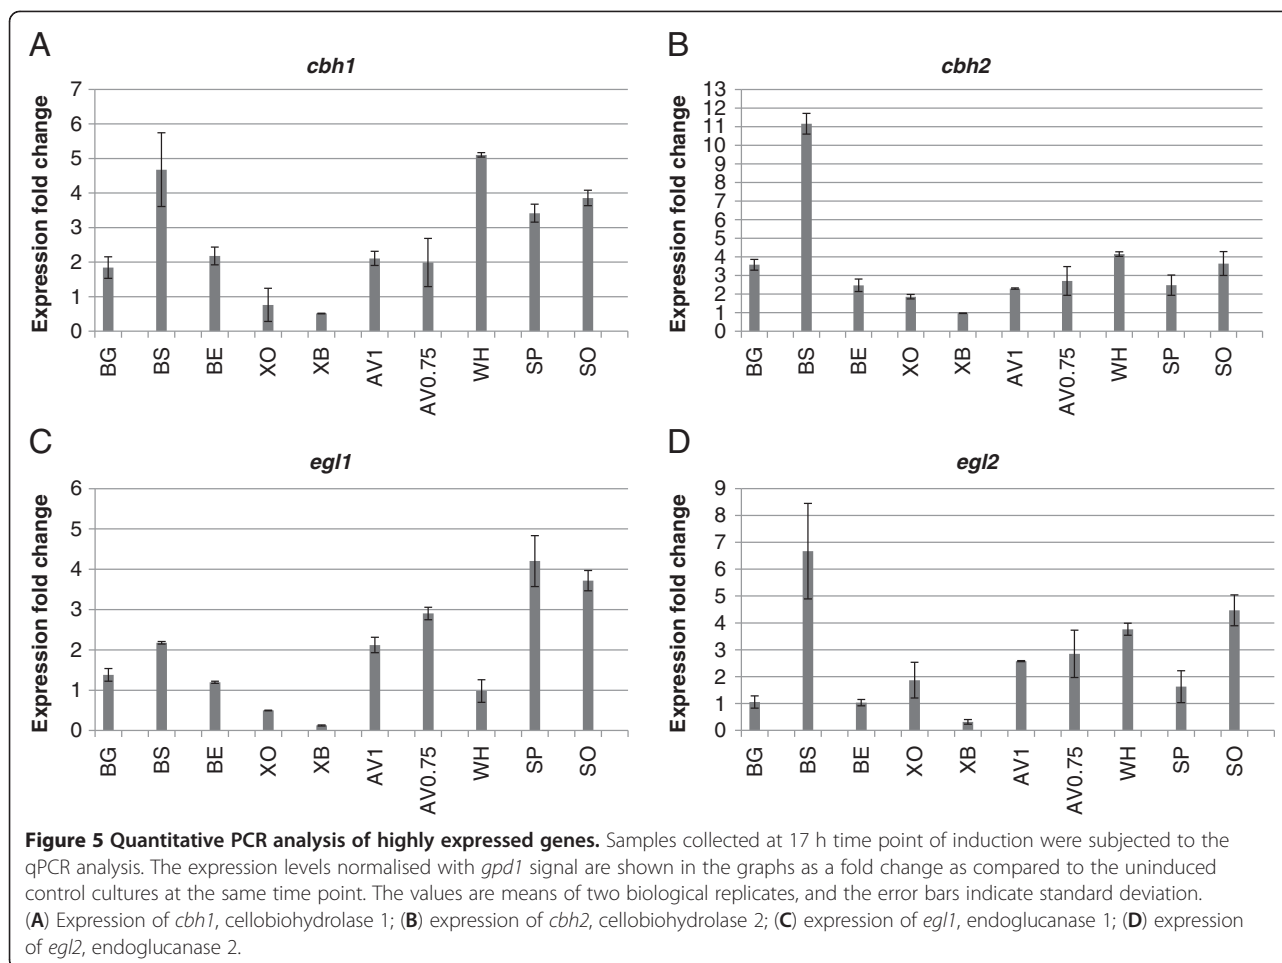 A
cbh1
Expression fold change
7
6
5
4
3
2
1
0
BG
BS
BE
XO
XB
AV1
AV0.75
WH
SP
SO
B
cbh2
Expression fold change
13
12
11
10
9
8
7
6
5
4
3
2
1
0
BG
BS
BE
XO
XB
AV1
AV0.75
WH
SP
SO
C
egl1
Expression fold change
6
5
4
3
2
1
0
BG
BS
BE
XO
XB
AV1
AV0.75
WH
SP
SO
D
egl2
Expression fold change
9
8
7
6
5
4
3
2
1
0
BG
BS
BE
XO
XB
AV1
AV0.75
WH
SP
SO
Figure 5 Quantitative PCR analysis of highly expressed genes. Samples collected at 17 h time point of induction were subjected to the
qPCR analysis. The expression levels normalised with gpd1 signal are shown in the graphs as a fold change as compared to the uninduced
control cultures at the same time point. The values are means of two biological replicates, and the error bars indicate standard deviation.
(A) Expression of cbh1, cellobiohydrolase 1; (B) expression of cbh2, cellobiohydrolase 2; (C) expression of egl1, endoglucanase 1; (D) expression
of egl2, endoglucanase 2.